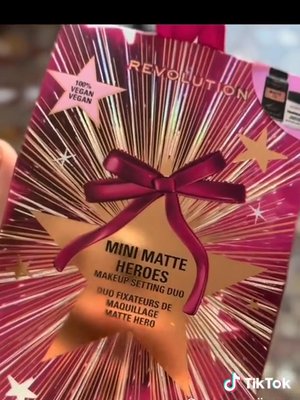 100%
VEGAN
VEGAN
REVOLUTION
MINI MATTE
HEROES
MAKEUP SETTING DUO
DUO FIXATEURS DE
MAQUILLAGE
MATTE HERO
TikTok